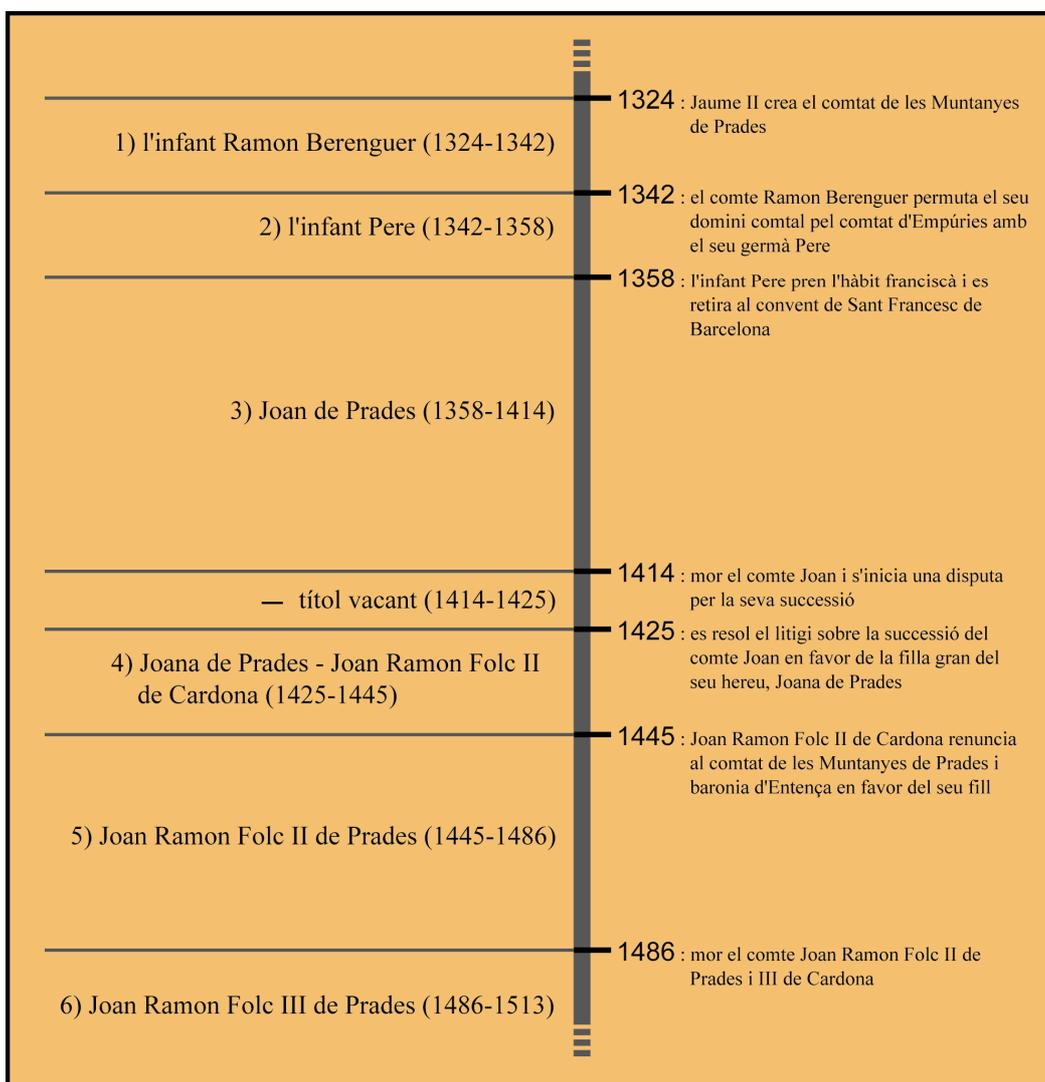 1324 : Jaume II crea el comtat de les Muntanyes
de Prades
1) l'infant Ramon Berenguer (1324-1342)
1342 : el comte Ramon Berenguer permuta el seu
domini comtal pel comtat d'Empúries amb
el seu germà Pere
2) l'infant Pere (1342-1358)
1358 : l'infant Pere pren l'hàbit franciscà i es
retira al convent de Sant Francesc de
Barcelona
3) Joan de Prades (1358-1414)
1414 : mor el comte Joan i s'inicia una disputa
per la seva successió
— títol vacant (1414-1425)
1425 : es resol el litigi sobre la successió del
comte Joan en favor de la filla gran del
seu hereu, Joana de Prades
4) Joana de Prades - Joan Ramon Folc II
de Cardona (1425-1445)
1445 : Joan Ramon Folc II de Cardona renuncia
al comtat de les Muntanyes de Prades i
baronia d'Entença en favor del seu fill
5) Joan Ramon Folc II de Prades (1445-1486)
1486 : mor el comte Joan Ramon Folc II de
Prades i III de Cardona
6) Joan Ramon Folc III de Prades (1486-1513)